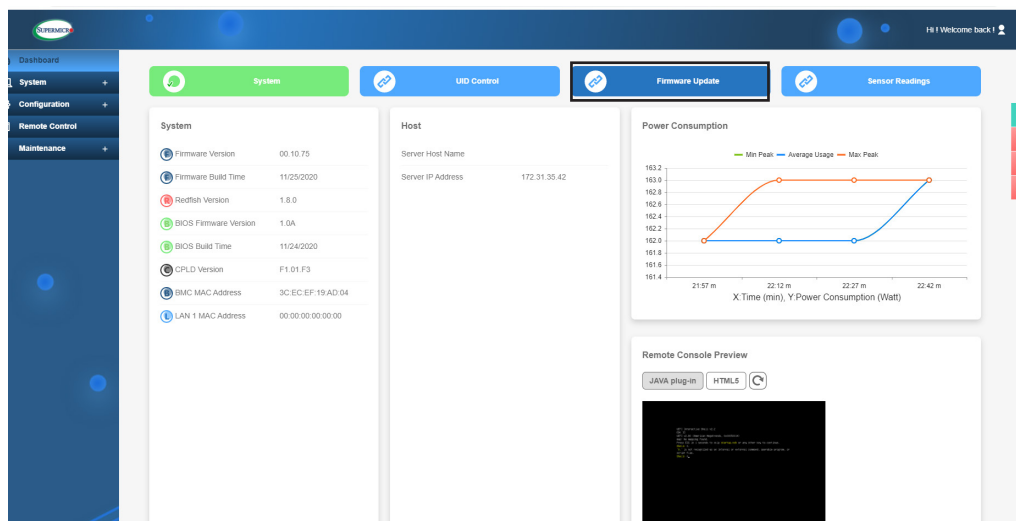 SUPERMICR
Hi ! Welcome back !
Dashboard
System +
Configuration +
Remote Control
Maintenance +
System
UID Control
Firmware Update
Sensor Readings
System
Firmware Version 00.10.75
Firmware Build Time 11/25/2020
Redfish Version 1.8.0
BIOS Firmware Version 1.0A
BIOS Build Time 11/24/2020
CPLD Version F1.01.F3
BMC MAC Address 3C:EC:EF:19:AD:04
LAN 1 MAC Address 00:00:00:00:00:00
Host
Server Host Name
Server IP Address 172.31.35.42
Power Consumption
Min Peak Average Usage Max Peak
163.2
163.0
162.8
162.6
162.4
162.2
162.0
161.8
161.6
161.4
21:57 m 22:12 m 22:27 m 22:42 m
X:Time (min), Y:Power Consumption (Watt)
Remote Console Preview
JAVA plug-in HTML5